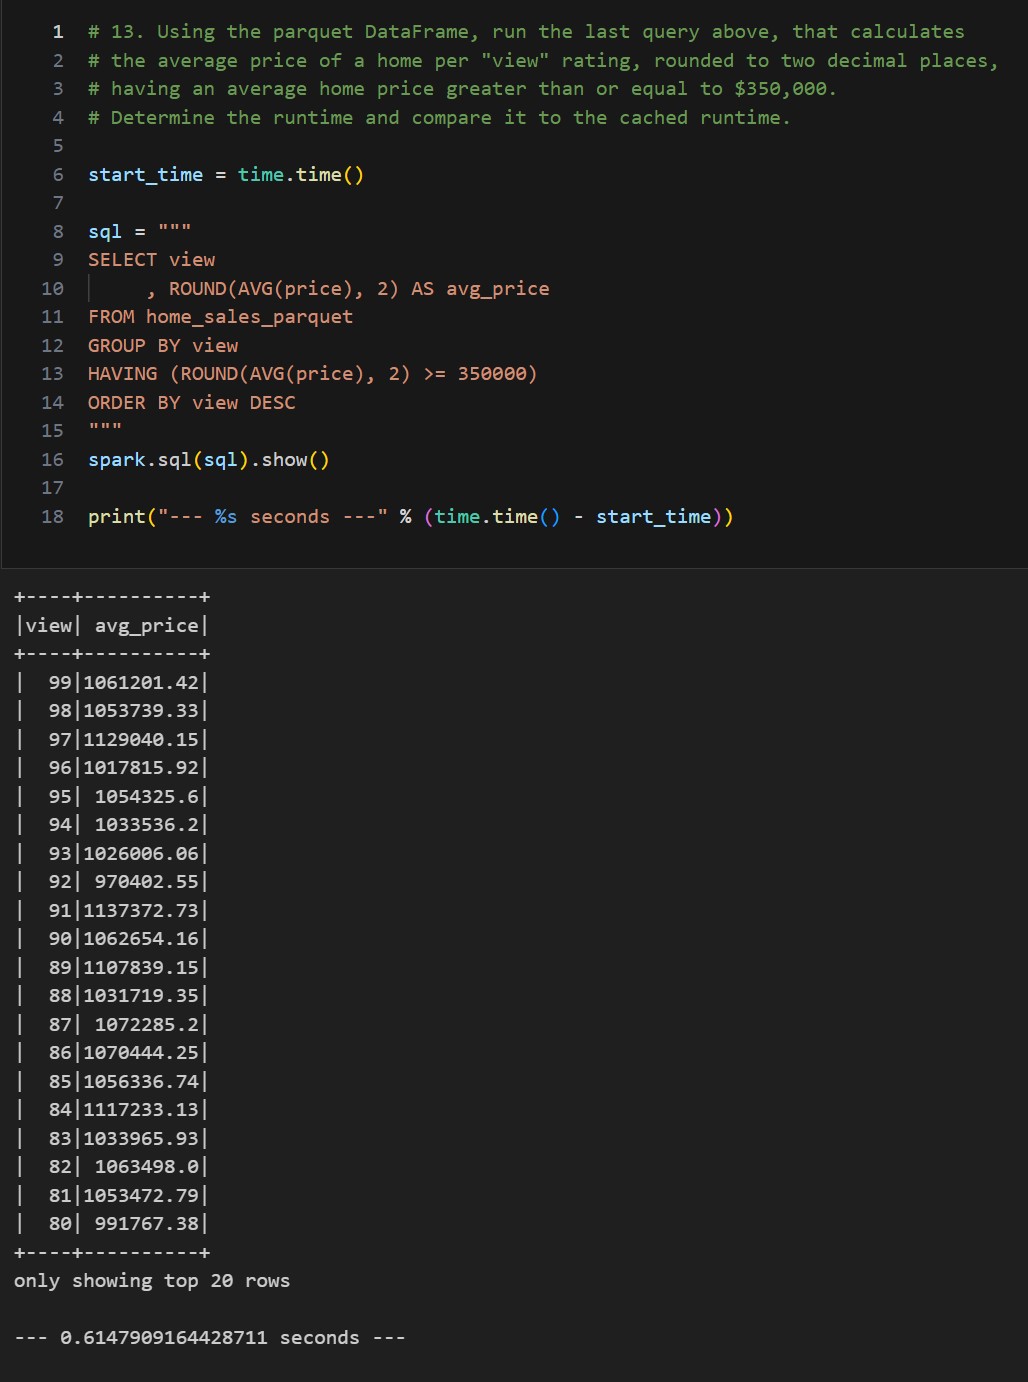 1 # 13. Using the parquet DataFrame, run the last query above, that calculates
2 # the average price of a home per "view" rating, rounded to two decimal places,
3 # having an average home price greater than or equal to $350,000.
4 # Determine the runtime and compare it to the cached runtime.
5
6 start_time = time.time()
7
8 sql = """
9 SELECT view
10      , ROUND(AVG(price), 2) AS avg_price
11 FROM home_sales_parquet
12 GROUP BY view
13 HAVING (ROUND(AVG(price), 2) >= 350000)
14 ORDER BY view DESC
15 """
16 spark.sql(sql).show()
17
18 print("--- %s seconds ---" % (time.time() - start_time))
+----+----------+
|view| avg_price|
+----+----------+
|  99|1061201.42|
|  98|1053739.33|
|  97|1129040.15|
|  96|1017815.92|
|  95| 1054325.6|
|  94| 1033536.2|
|  93|1026006.06|
|  92| 970402.55|
|  91|1137372.73|
|  90|1062654.16|
|  89|1107839.15|
|  88|1031719.35|
|  87| 1072285.2|
|  86|1070444.25|
|  85|1056336.74|
|  84|1117233.13|
|  83|1033965.93|
|  82| 1063498.0|
|  81|1053472.79|
|  80| 991767.38|
+----+----------+
only showing top 20 rows

--- 0.6147909164428711 seconds ---